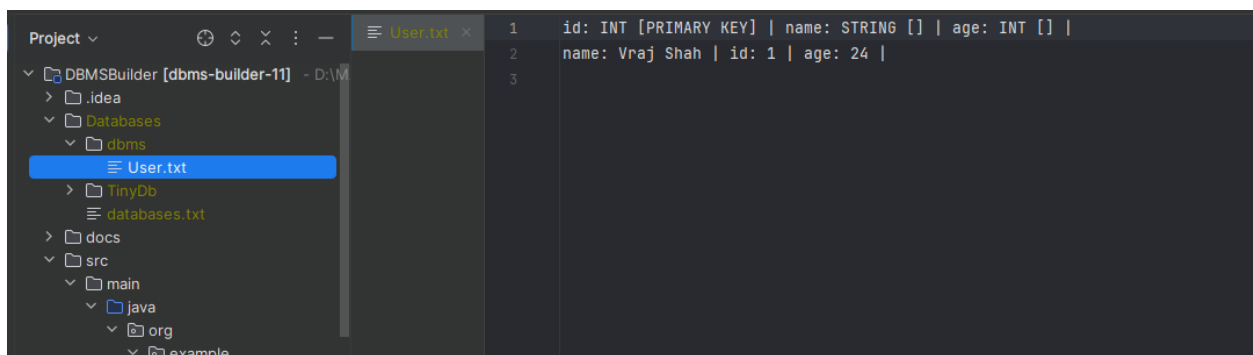 Project
DBMSBuilder [dbms-builder-11] - D:\M
.idea
Databases
dbms
User.txt
TinyDb
databases.txt
docs
src
main
java
org
example
User.txt
1 id: INT [PRIMARY KEY] | name: STRING [] | age: INT [] |
2 name: Vraj Shah | id: 1 | age: 24 |
3